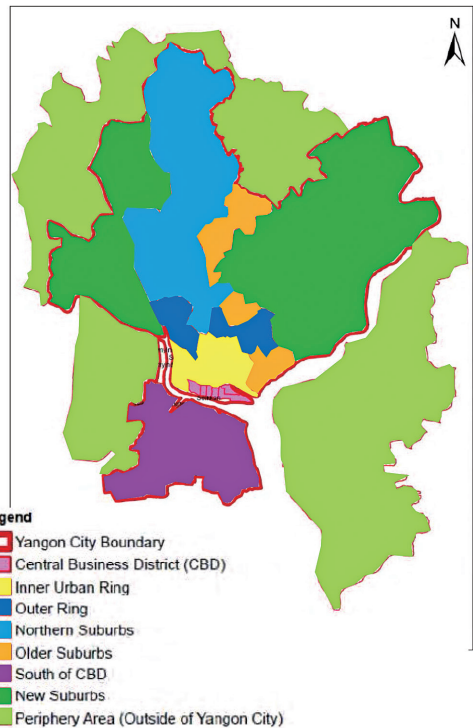 N
gend
Yangon City Boundary
Central Business District (CBD)
Inner Urban Ring
Outer Ring
Northern Suburbs
Older Suburbs
South of CBD
New Suburbs
Periphery Area (Outside of Yangon City)